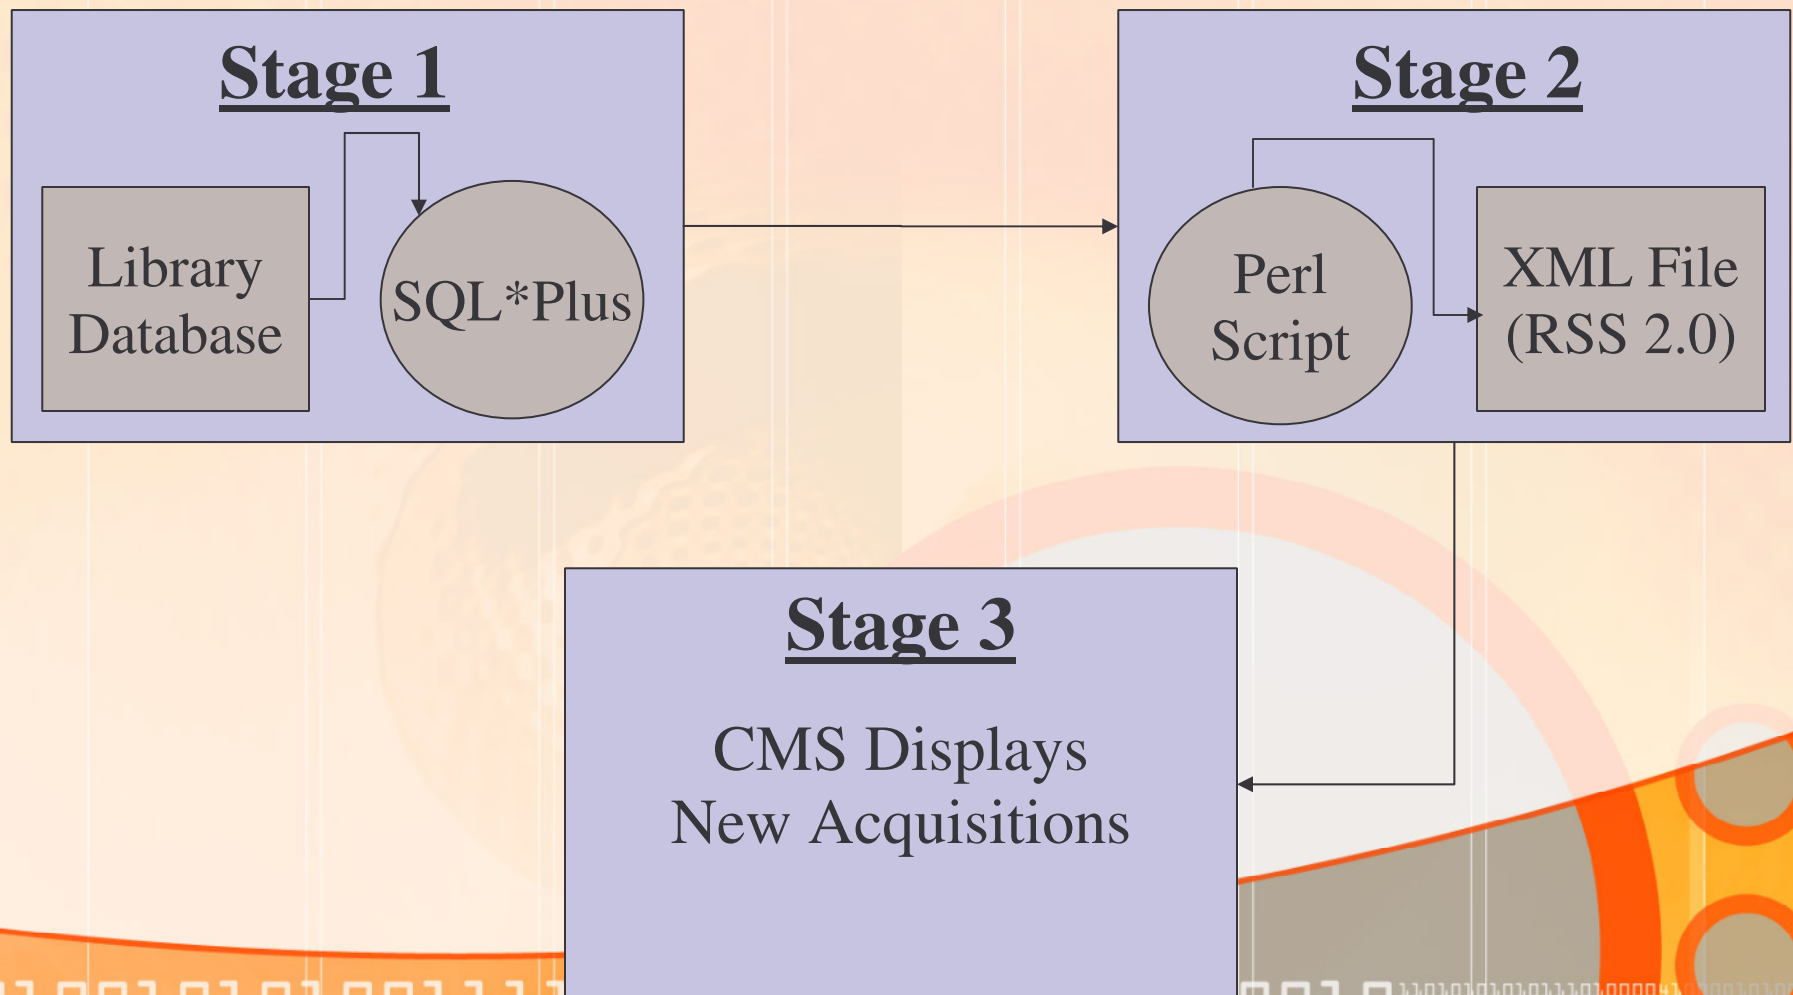 Stage 1
Library
Database
SQL*Plus
Stage 2
Perl
Script
XML File
(RSS 2.0)
Stage 3
CMS Displays
New Acquisitions